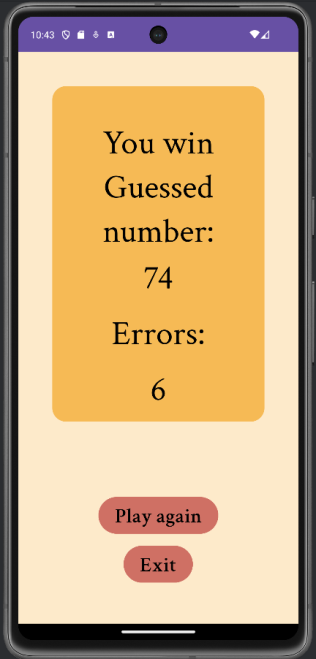 10:43
You win
Guessed
number:
74
Errors:
6
Play again
Exit